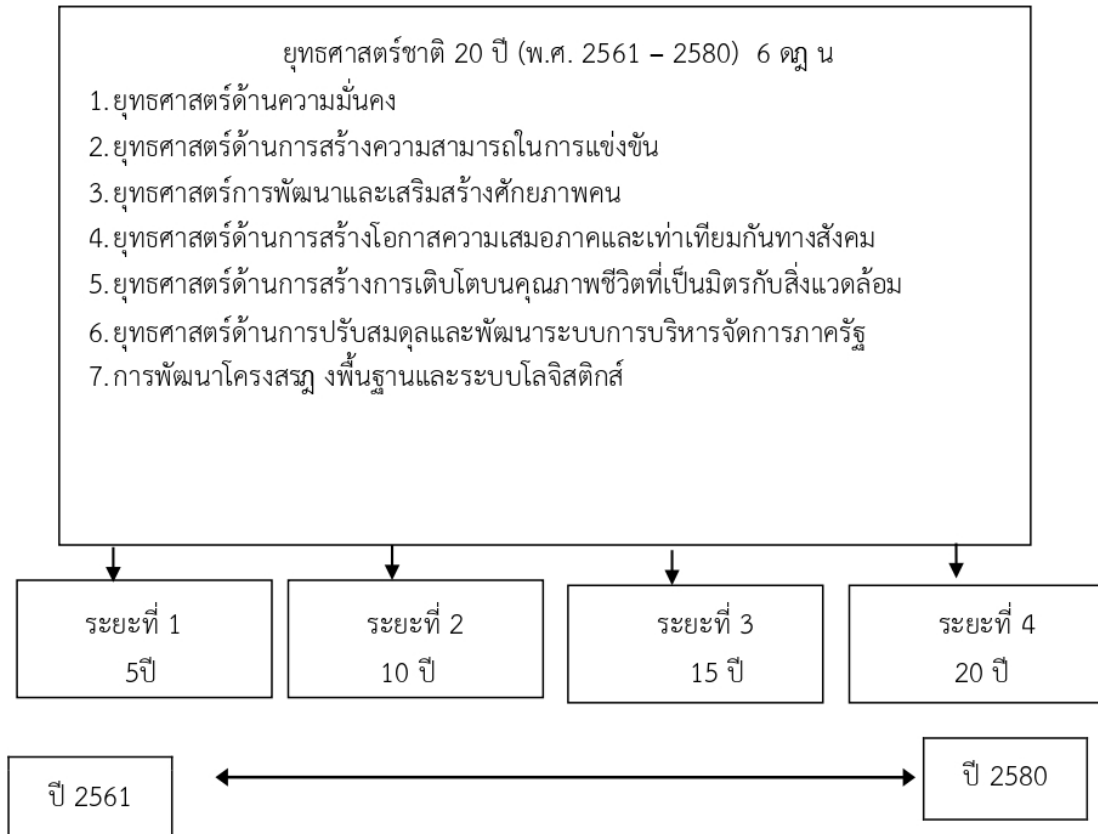 ยุทธศาสตร์ชาติ 20 ปี (พ.ศ. 2561 – 2580) 6 ดฎ น
1. ยุทธศาสตร์ด้านความมั่นคง
2. ยุทธศาสตร์ด้านการสร้างความสามารถในการแข่งขัน
3. ยุทธศาสตร์การพัฒนาและเสริมสร้างศักยภาพคน
4. ยุทธศาสตร์ด้านการสร้างโอกาสความเสมอภาคและเท่าเทียมกันทางสังคม
5. ยุทธศาสตร์ด้านการสร้างการเติบโตบนคุณภาพชีวิตที่เป็นมิตรกับสิ่งแวดล้อม
6. ยุทธศาสตร์ด้านการปรับสมดุลและพัฒนาระบบการบริหารจัดการภาครัฐ
7. การพัฒนาโครงสรฎ งพื้นฐานและระบบโลจิสติกส์
ระยะที่ 1
5ปี
ระยะที่ 2
10 ปี
ระยะที่ 3
15 ปี
ระยะที่ 4
20 ปี
ปี 2561
ปี 2580